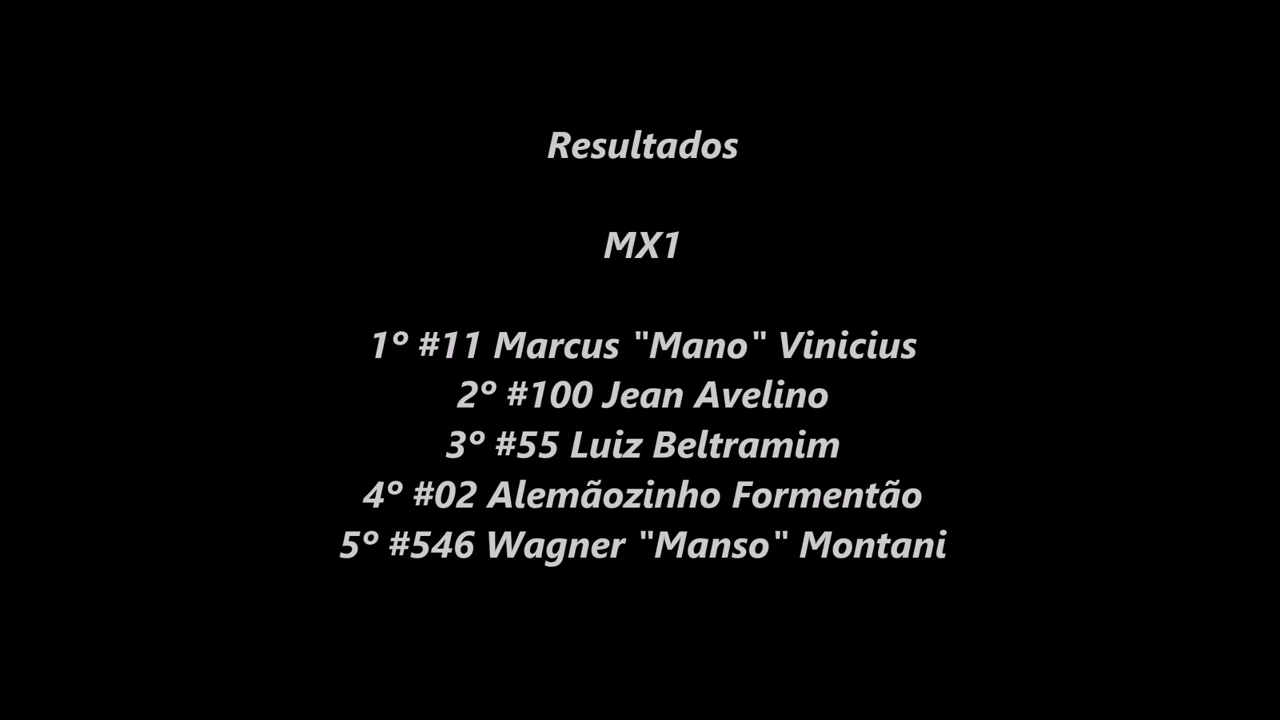 Resultados
MX1
1º #11 Marcus "Mano" Vinicius
2º #100 Jean Avelino
3º #55 Luiz Beltramim
4º #02 Alemãozinho Formentão
5º #546 Wagner "Manso" Montani